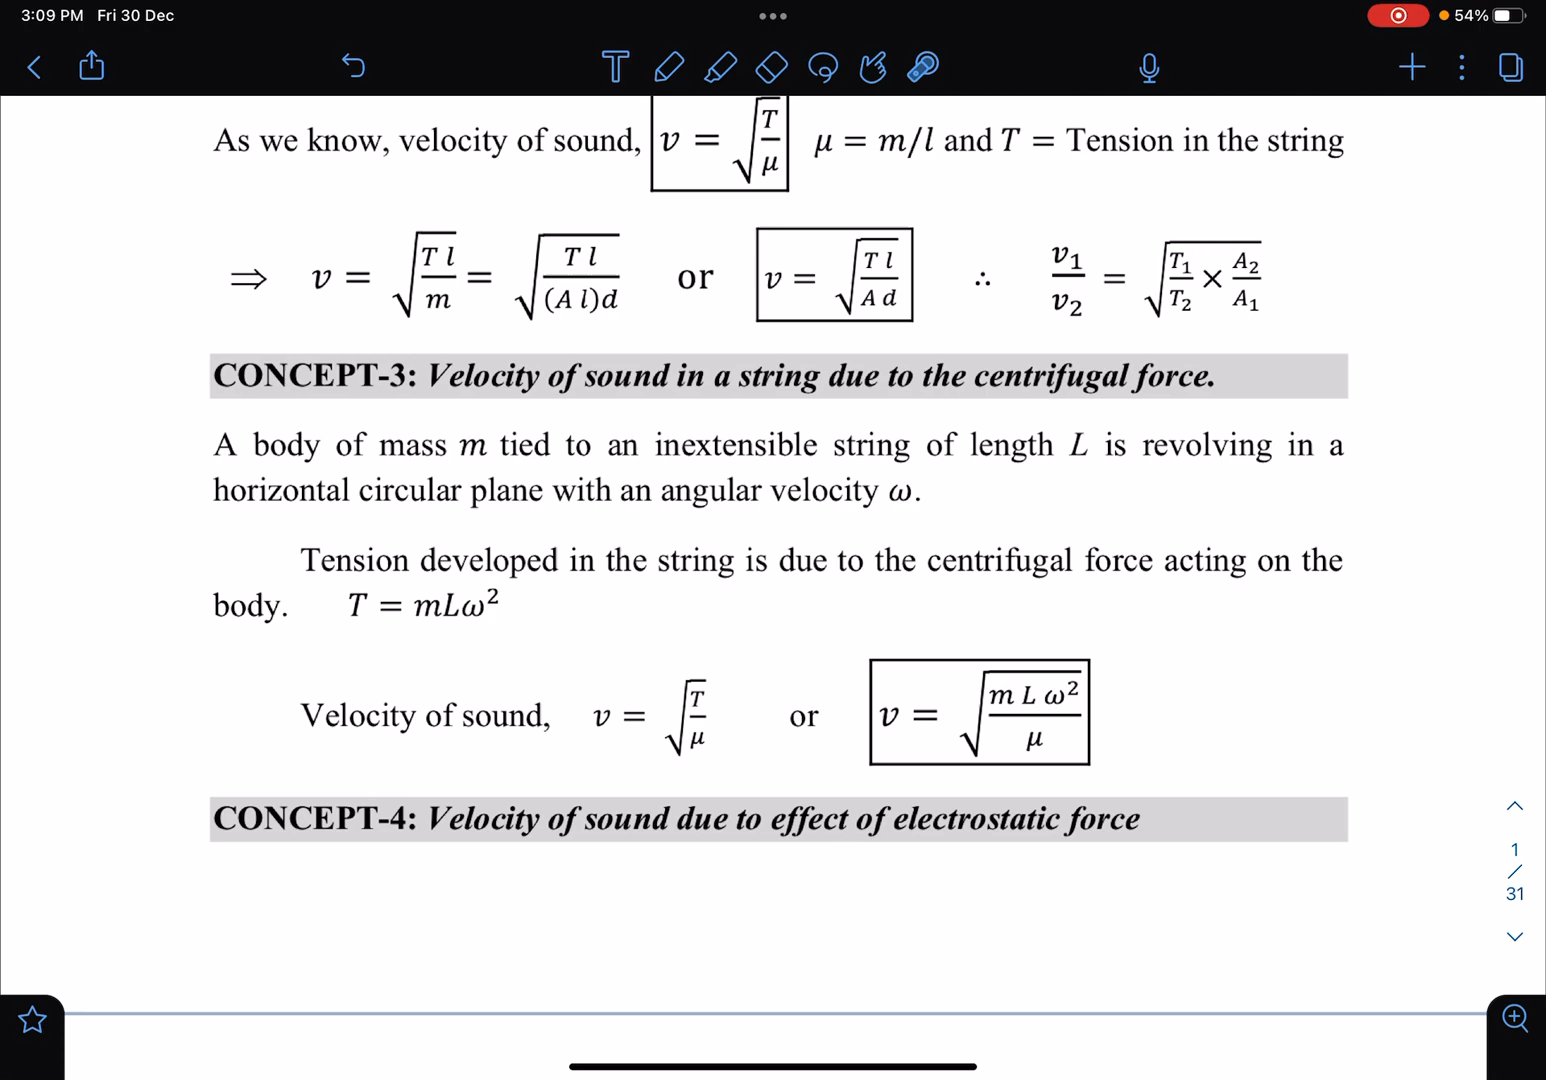 3:09 PM Fri 30 Dec
54%
As we know, velocity of sound, v = √(T/μ) μ = m/l and T = Tension in the string
⇒ v = √(T l/m) = √(T l/(A l)d) or v = √(T l/A d) ∴ v₁/v₂ = √(T₁/T₂ × A₂/A₁)
CONCEPT-3: Velocity of sound in a string due to the centrifugal force.
A body of mass m tied to an inextensible string of length L is revolving in a
horizontal circular plane with an angular velocity ω.
Tension developed in the string is due to the centrifugal force acting on the
body. T = mLω²
Velocity of sound, v = √(T/μ) or v = √(m L ω²/μ)
CONCEPT-4: Velocity of sound due to effect of electrostatic force
1
/
31